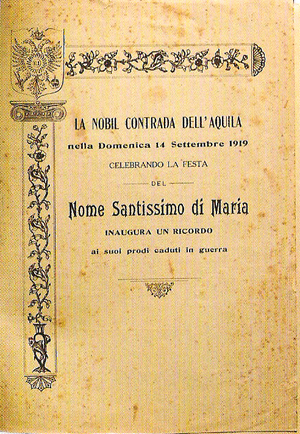 LA NOBIL CONTRADA DELL'AQUILA
nella Domenica 14 Settembre 1919
CELEBRANDO LA FESTA
DEL
Nome Santissimo di Maria
INAUGURA UN RICORDO
ai suoi prodi caduti in guerra